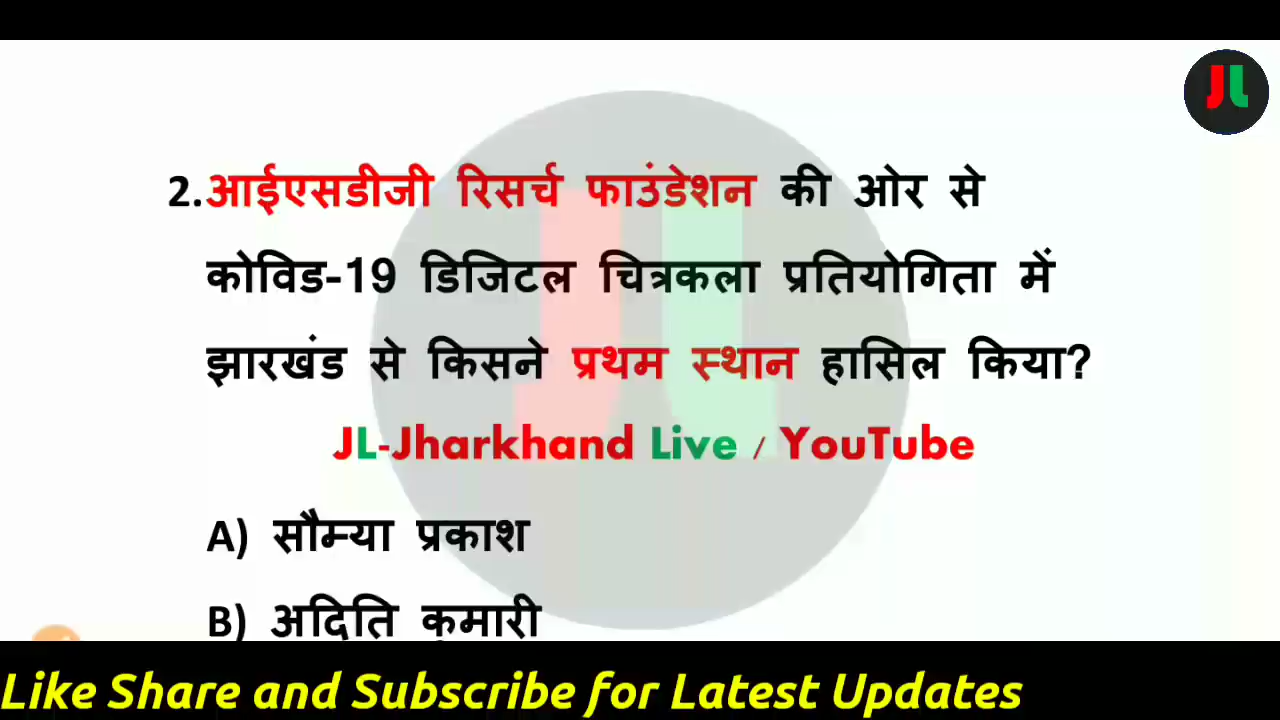 JL
2.आईएसडीजी रिसर्च फाउंडेशन की ओर से
कोविड-19 डिजिटल चित्रकला प्रतियोगिता में
झारखंड से किसने प्रथम स्थान हासिल किया?
JL-Jharkhand Live / YouTube
A) सौम्या प्रकाश
B) अदिति कुमारी
Like Share and Subscribe for Latest Updates